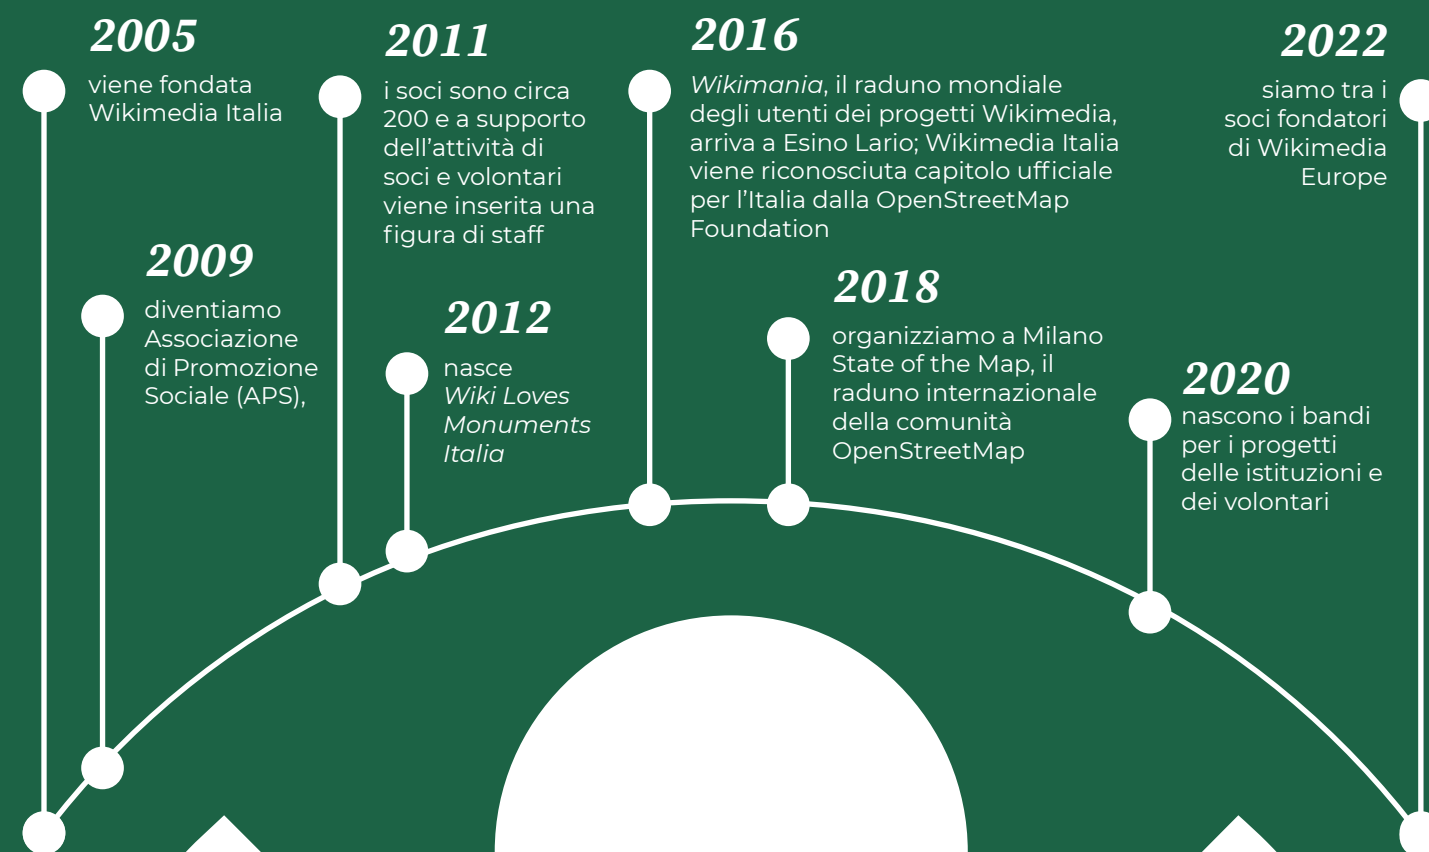 2005
viene fondata
Wikimedia Italia
2009
diventiamo
Associazione
di Promozione
Sociale (APS),
2011
i soci sono circa
200 e a supporto
dell’attività di
soci e volontari
viene inserita una
figura di staff
2012
nasce
Wiki Loves
Monuments
Italia
2016
Wikimania, il raduno mondiale
degli utenti dei progetti Wikimedia,
arriva a Esino Lario; Wikimedia Italia
viene riconosciuta capitolo ufficiale
per l’Italia dalla OpenStreetMap
Foundation
2018
organizziamo a Milano
State of the Map, il
raduno internazionale
della comunità
OpenStreetMap
2020
nascono i bandi
per i progetti
delle istituzioni e
dei volontari
2022
siamo tra i
soci fondatori
di Wikimedia
Europe